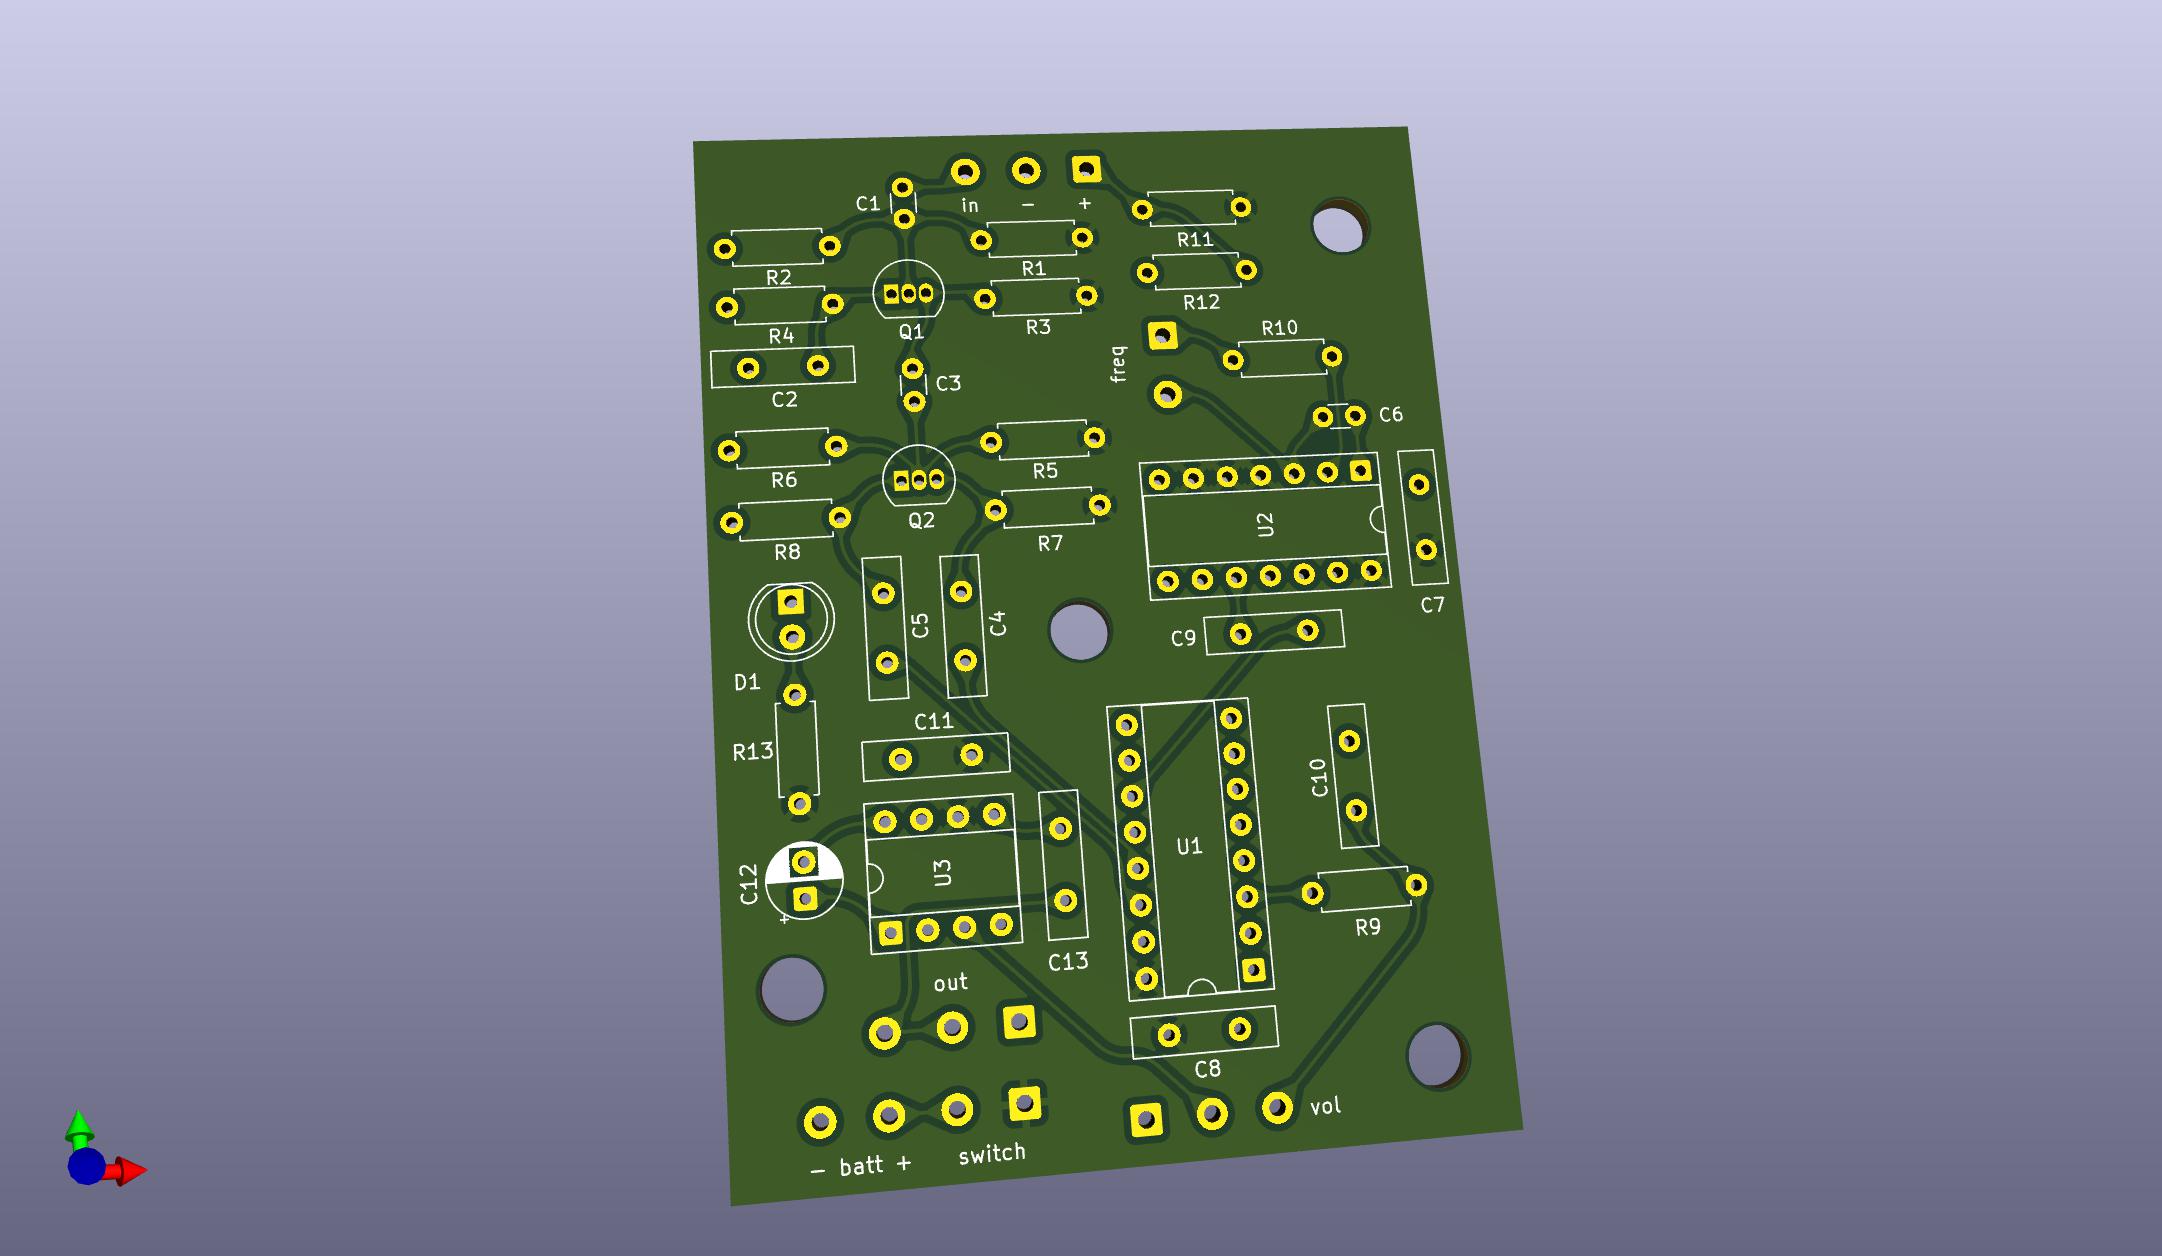 C1
in
−
+
R2
R1
R11
R4
Q1
R3
R12
C2
C3
freq
R10
C6
R6
R5
R8
Q2
R7
U2
C7
C5
C4
C9
D1
C11
R13
C10
U1
U3
C12
+
C13
R9
out
C8
− batt +
switch
vol